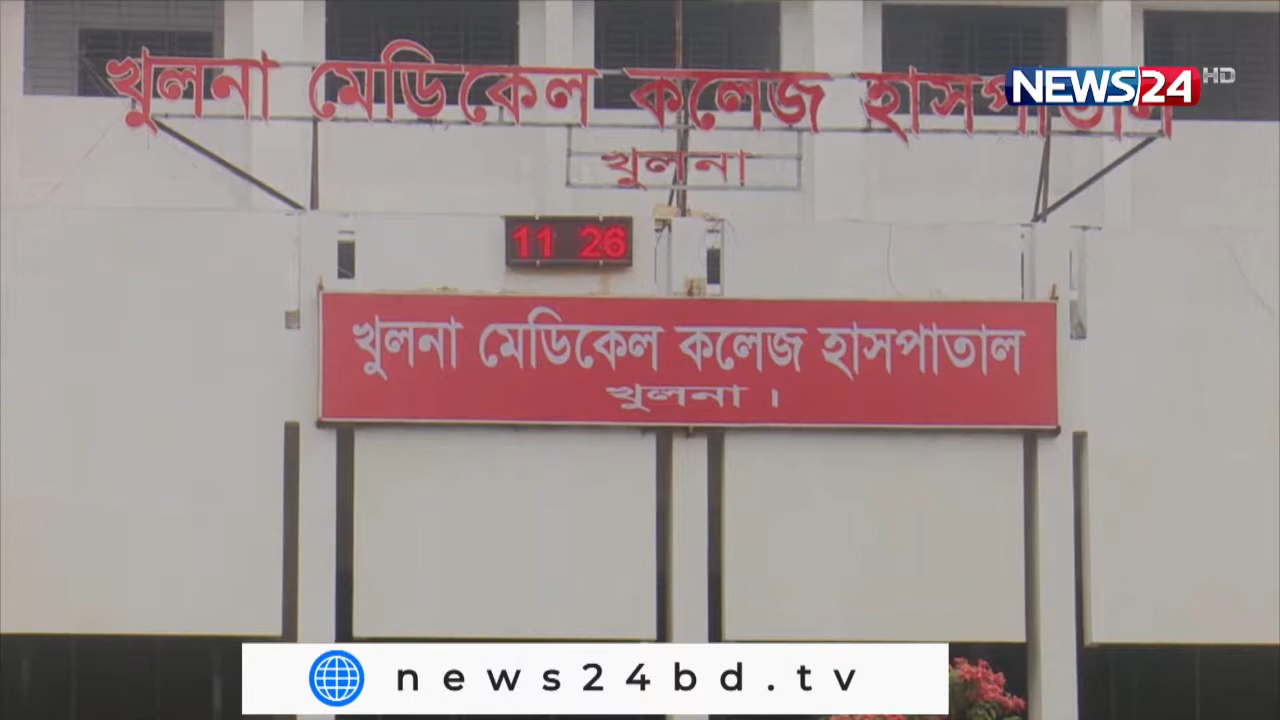 খুলনা মেডিকেল কলেজ হাসপাতাল
NEWS24 HD
খুলনা
11 26
খুলনা মেডিকেল কলেজ হাসপাতাল
খুলনা।
news24bd.tv